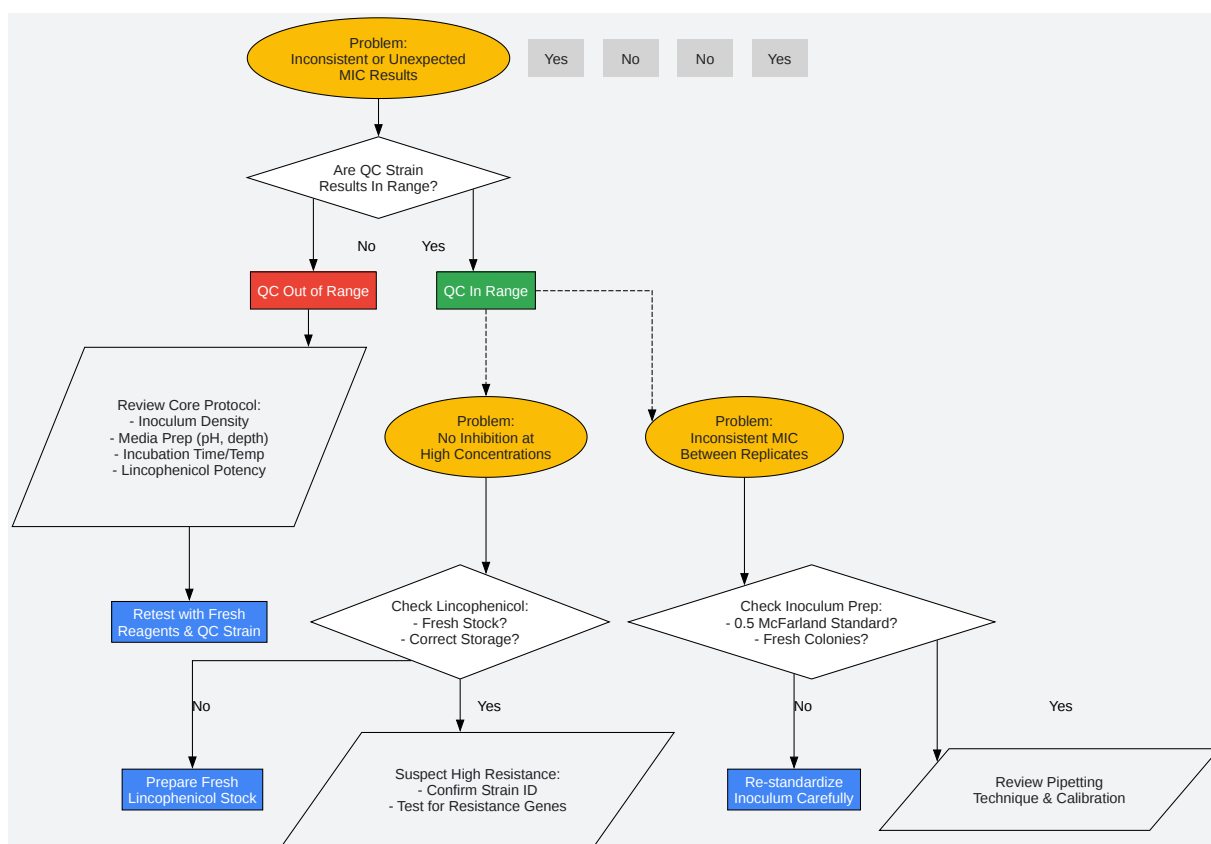 Problem:
Inconsistent or Unexpected
MIC Results
Yes
No
No
Yes
Are QC Strain
Results In Range?
No
Yes
QC Out of Range
QC In Range
Review Core Protocol:
- Inoculum Density
- Media Prep (pH, depth)
- Incubation Time/Temp
- Lincophenicol Potency
Problem:
No Inhibition at
High Concentrations
Problem:
Inconsistent MIC
Between Replicates
Retest with Fresh
Reagents & QC Strain
Check Lincophenicol:
- Fresh Stock?
- Correct Storage?
Check Inoculum Prep:
- 0.5 McFarland Standard?
- Fresh Colonies?
No
Yes
No
Yes
Prepare Fresh
Lincophenicol Stock
Suspect High Resistance:
- Confirm Strain ID
- Test for Resistance Genes
Re-standardize
Inoculum Carefully
Review Pipetting
Technique & Calibration